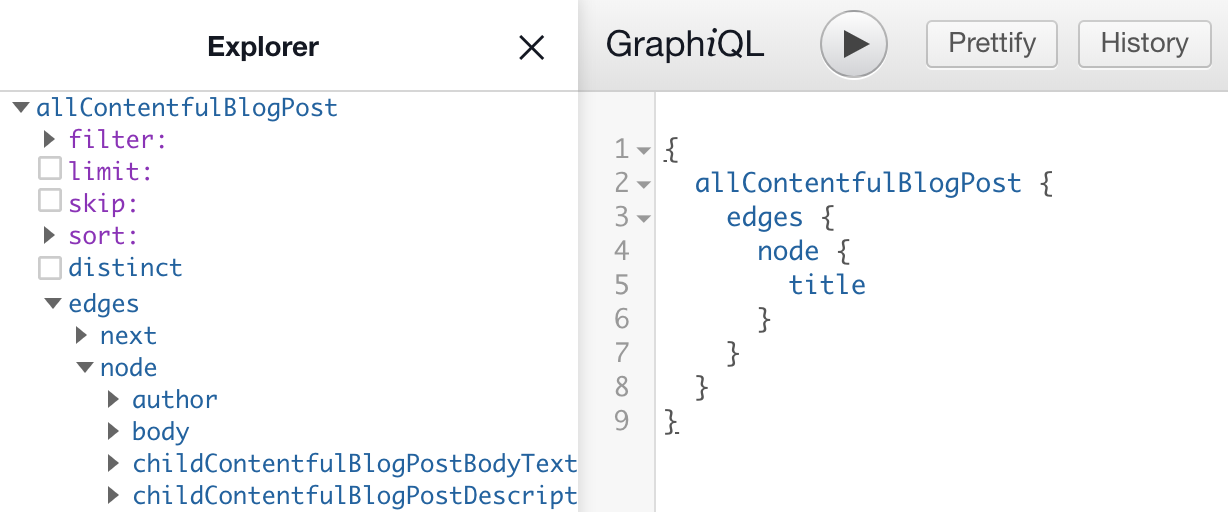 Explorer
allContentfulBlogPost
filter:
limit:
skip:
sort:
distinct
edges
next
node
author
body
childContentfulBlogPostBodyText
childContentfulBlogPostDescript
GraphiQL
Prettify
History
1 {
2 allContentfulBlogPost {
3 edges {
4 node {
5 title
6 }
7 }
8 }
9 }